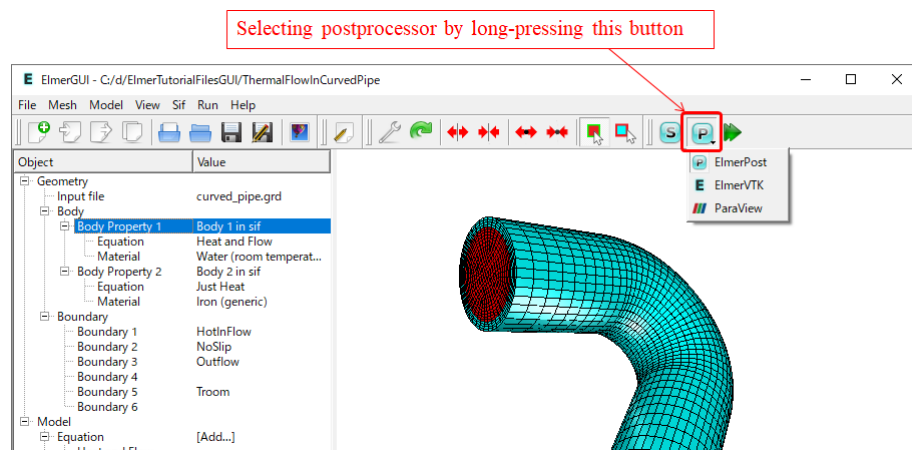 Selecting postprocessor by long-pressing this button
E ElmerGUI - C:/d/ElmerTutorialFilesGUI/ThermalFlowInCurvedPipe
File Mesh Model View Sif Run Help
S P
Object Value
P ElmerPost
E ElmerVTK
ParaView
Geometry
Input file curved_pipe.grd
Body
Body Property 1 Body 1 in sif
Equation Heat and Flow
Material Water (room temperat...
Body Property 2 Body 2 in sif
Equation Just Heat
Material Iron (generic)
Boundary
Boundary 1 HotInFlow
Boundary 2 NoSlip
Boundary 3 Outflow
Boundary 4
Boundary 5 Troom
Boundary 6
Model
Equation [Add...]